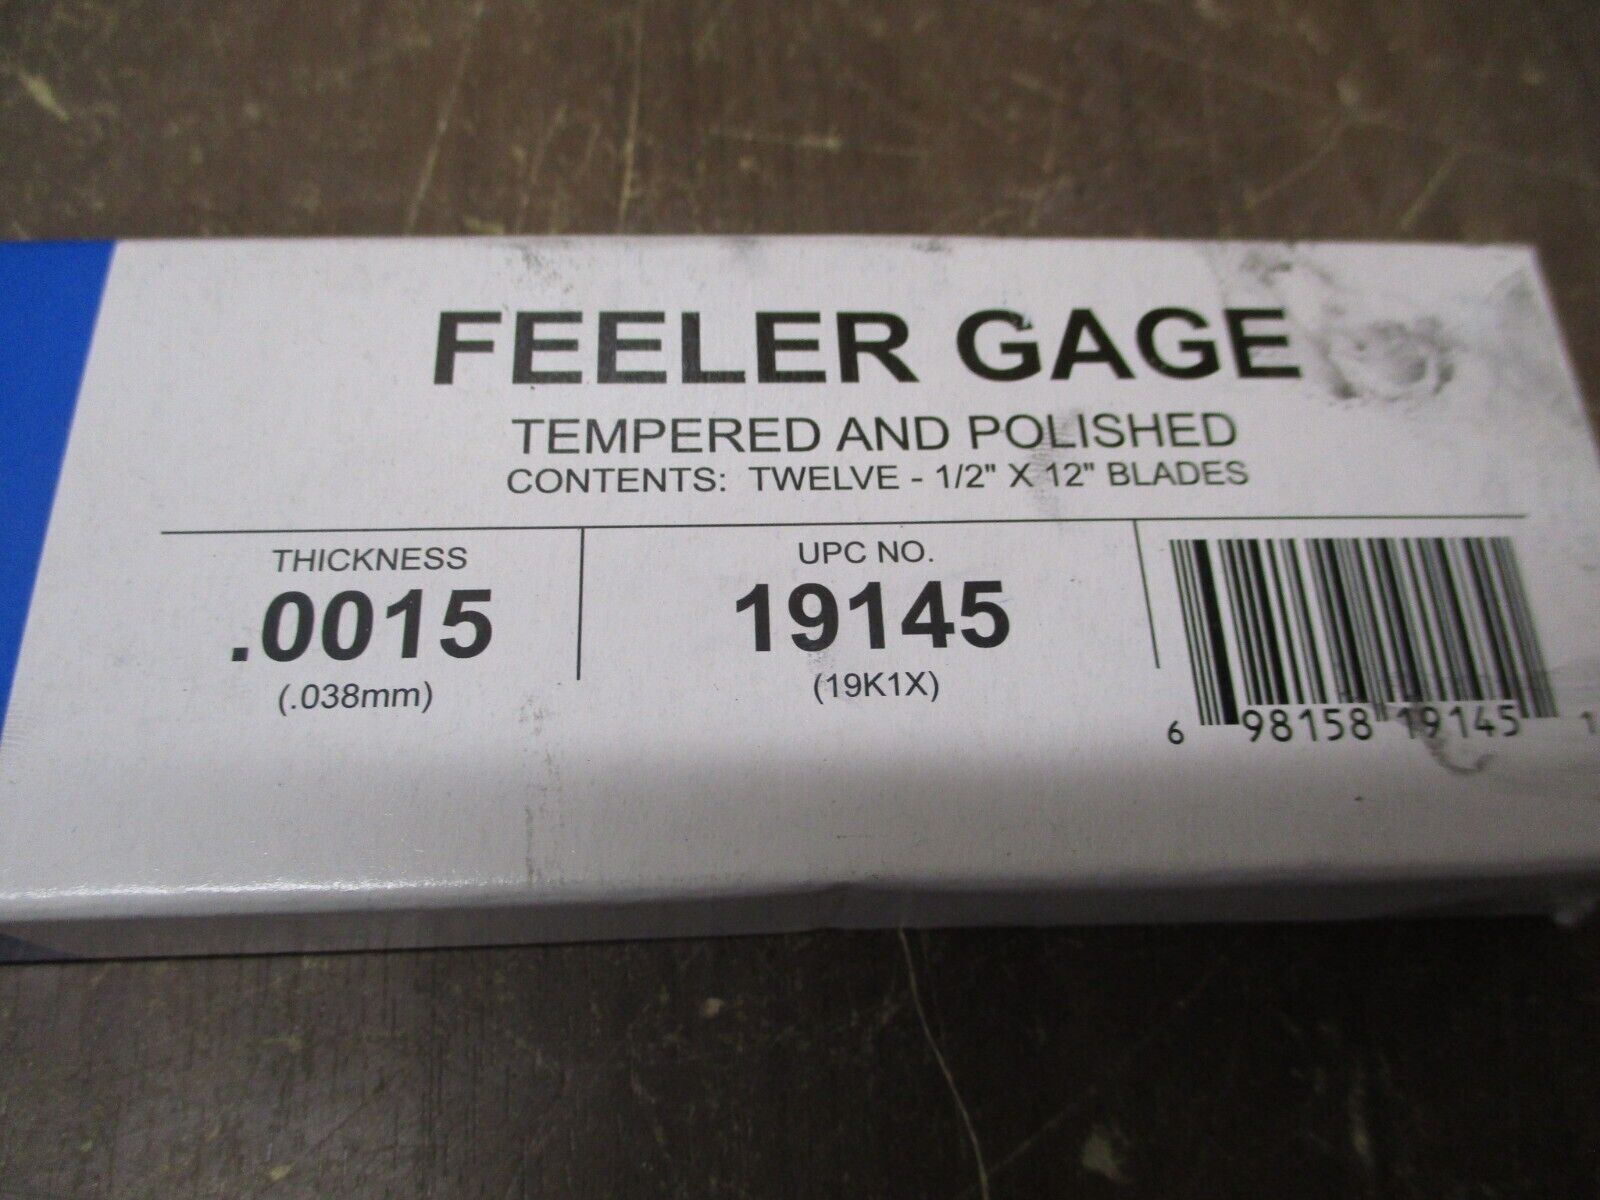 FEELER GAGE
TEMPERED AND POLISHED
CONTENTS: TWELVE - 1/2" X 12" BLADES
THICKNESS
.0015
(.038mm)
UPC NO.
19145
(19K1X)
6 98158 19145 1